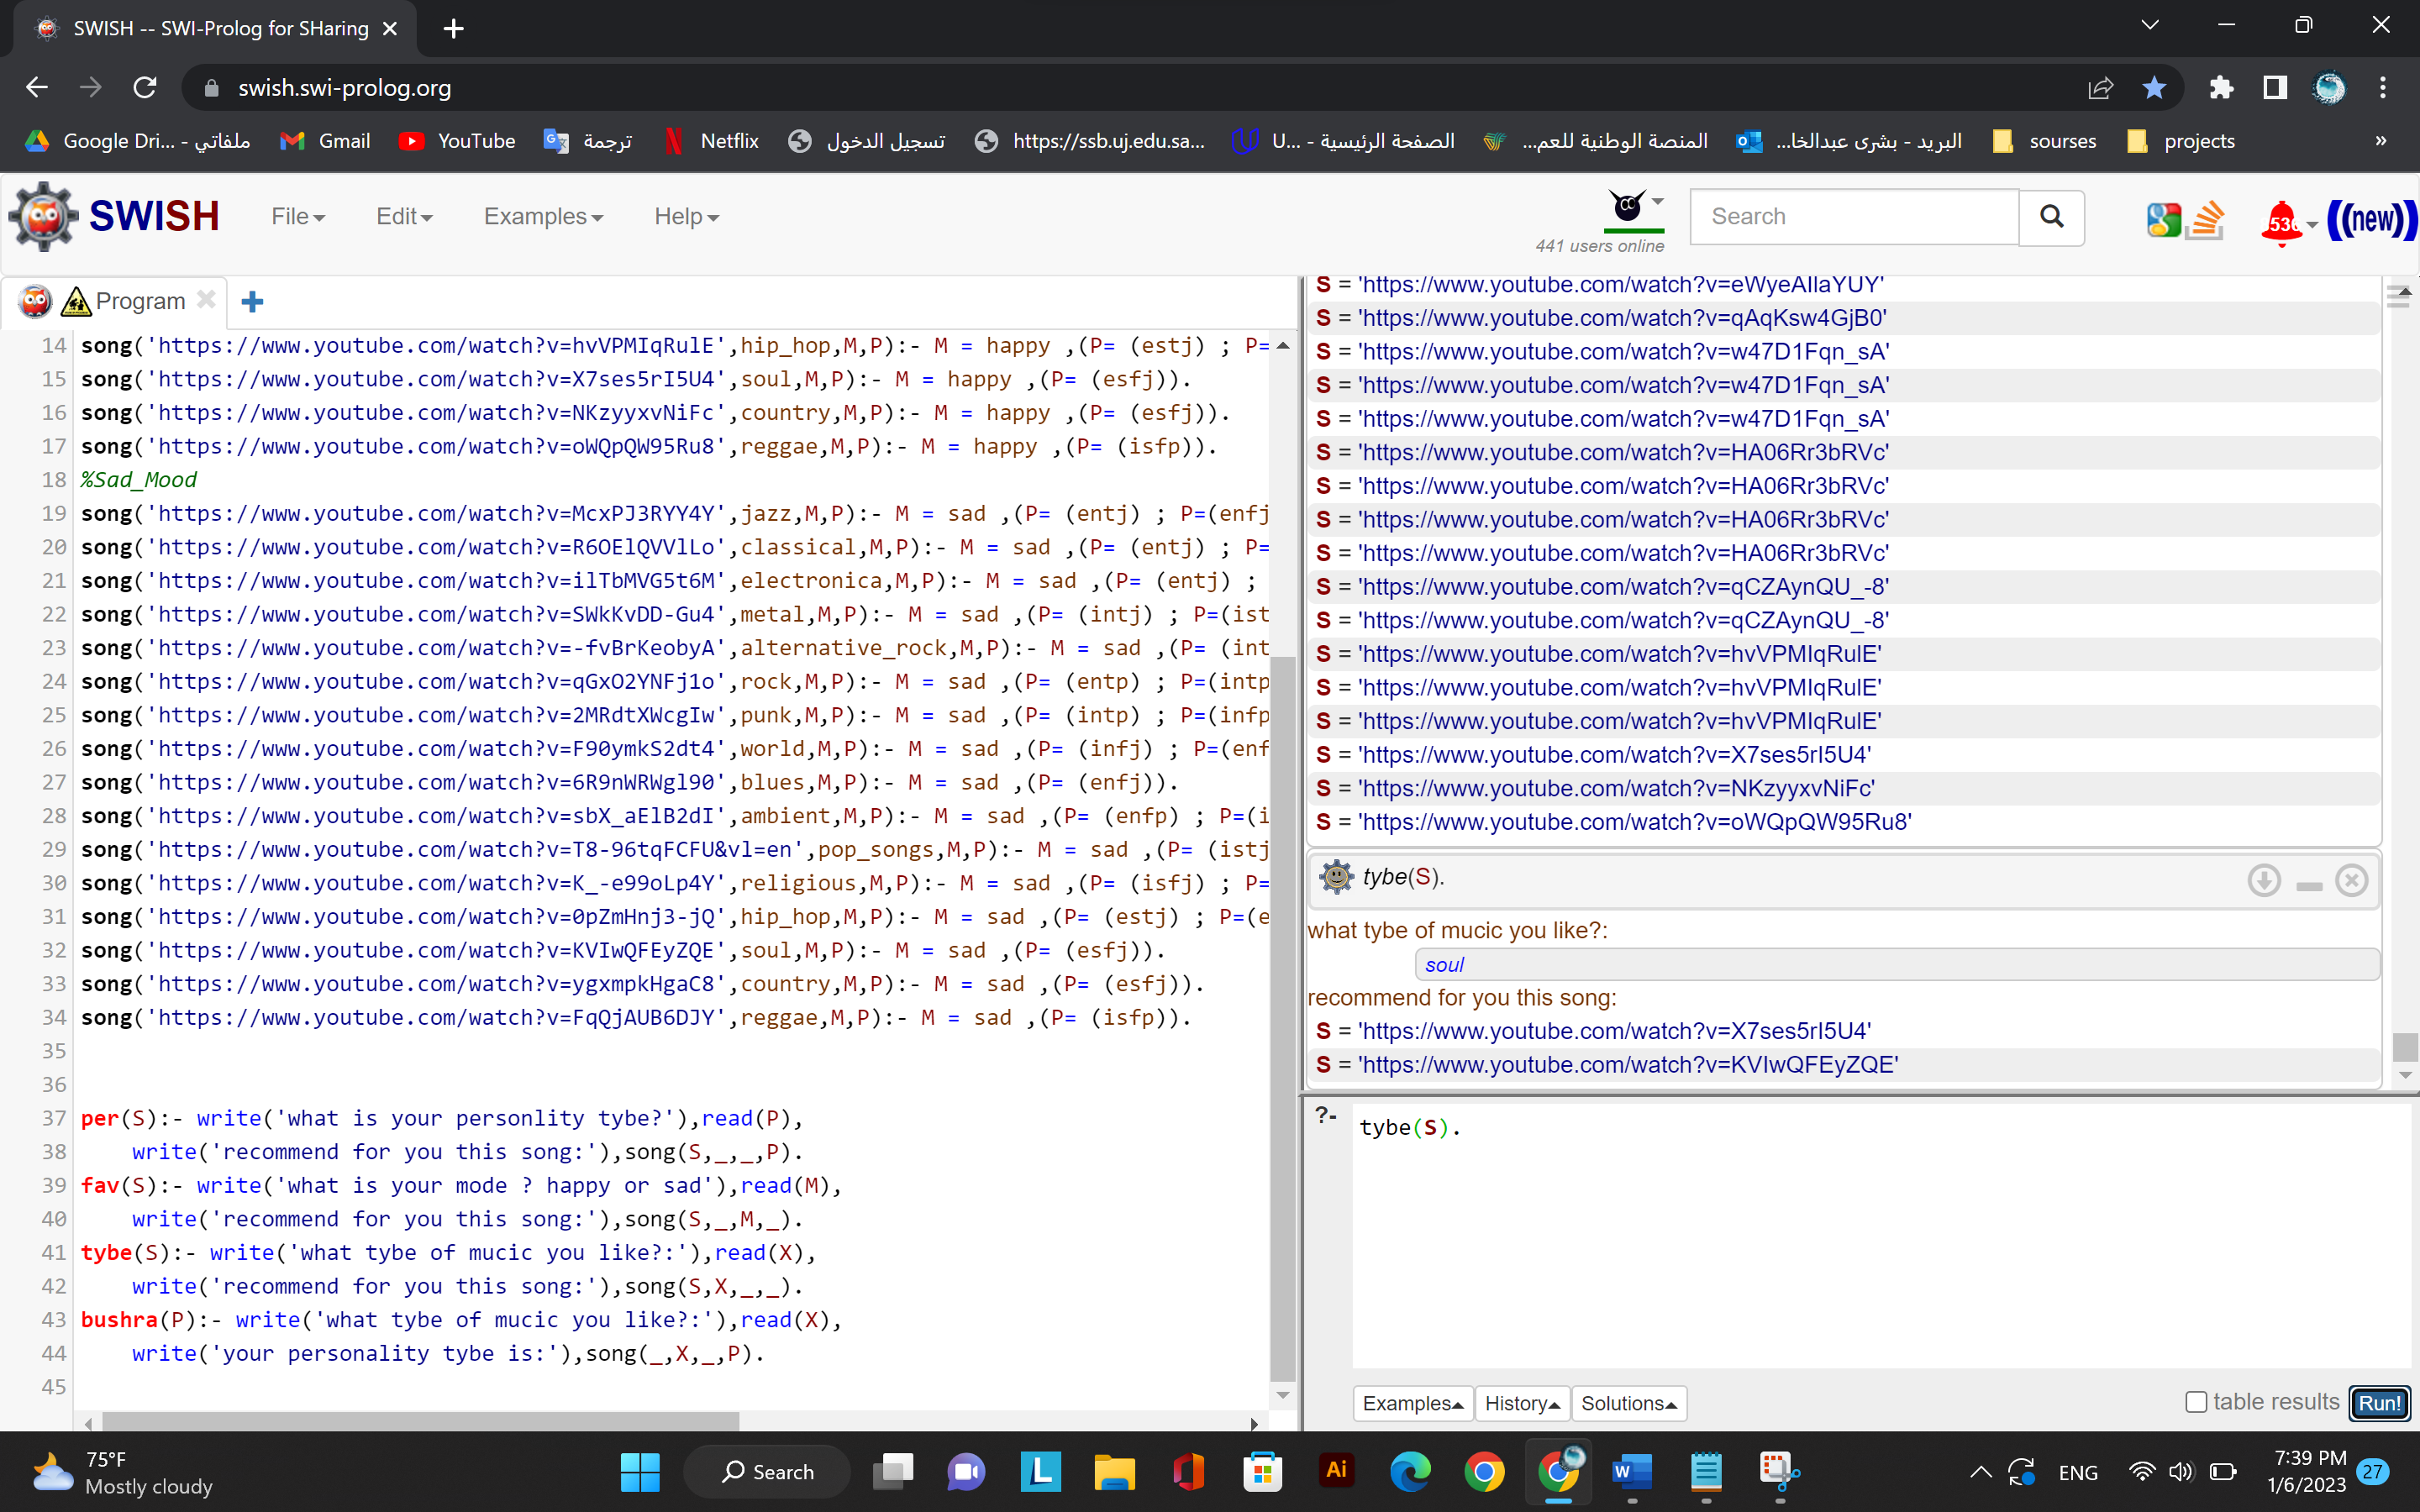 SWISH -- SWI-Prolog for SHaring
swish.swi-prolog.org
Google Dri... - ملفاتي
Gmail
YouTube
ترجمة
Netflix
تسجيل الدخول
https://ssb.uj.edu.sa...
الصفحة الرئيسية - ...U
المنصة الوطنية للعم...
البريد - بشرى عبدالخا...
sourses
projects
»
SWISH
File
Edit
Help
Examples
441 users online
Search
536
((new))
Program
14 song('https://www.youtube.com/watch?v=hvVPMIqRulE',hip_hop,M,P):- M = happy ,(P= (estj) ; P=
15 song('https://www.youtube.com/watch?v=X7ses5rI5U4',soul,M,P):- M = happy ,(P= (esfj)).
16 song('https://www.youtube.com/watch?v=NKzyyxvNiFc',country,M,P):- M = happy ,(P= (esfj)).
17 song('https://www.youtube.com/watch?v=oWQpQW95Ru8',reggae,M,P):- M = happy ,(P= (isfp)).
18 %Sad_Mood
19 song('https://www.youtube.com/watch?v=McxPJ3RYY4Y',jazz,M,P):- M = sad ,(P= (entj) ; P=(enfj
20 song('https://www.youtube.com/watch?v=R6OElQVVlLo',classical,M,P):- M = sad ,(P= (entj) ; P=
21 song('https://www.youtube.com/watch?v=ilTbMVG5t6M',electronica,M,P):- M = sad ,(P= (entj) ;
22 song('https://www.youtube.com/watch?v=SWkKvDD-Gu4',metal,M,P):- M = sad ,(P= (intj) ; P=(ist
23 song('https://www.youtube.com/watch?v=-fvBrKeobyA',alternative_rock,M,P):- M = sad ,(P= (int
24 song('https://www.youtube.com/watch?v=qGxO2YNFj1o',rock,M,P):- M = sad ,(P= (entp) ; P=(intp
25 song('https://www.youtube.com/watch?v=2MRdtXWcgIw',punk,M,P):- M = sad ,(P= (intp) ; P=(infp
26 song('https://www.youtube.com/watch?v=F90ymkS2dt4',world,M,P):- M = sad ,(P= (infj) ; P=(enf
27 song('https://www.youtube.com/watch?v=6R9nWRWgl90',blues,M,P):- M = sad ,(P= (enfj)).
28 song('https://www.youtube.com/watch?v=sbX_aElB2dI',ambient,M,P):- M = sad ,(P= (enfp) ; P=(i
29 song('https://www.youtube.com/watch?v=T8-96tqFCFU&vl=en',pop_songs,M,P):- M = sad ,(P= (istj
30 song('https://www.youtube.com/watch?v=K_-e99oLp4Y',religious,M,P):- M = sad ,(P= (isfj) ; P=
31 song('https://www.youtube.com/watch?v=0pZmHnj3-jQ',hip_hop,M,P):- M = sad ,(P= (estj) ; P=(e
32 song('https://www.youtube.com/watch?v=KVIwQFEyZQE',soul,M,P):- M = sad ,(P= (esfj)).
33 song('https://www.youtube.com/watch?v=ygxmpkHgaC8',country,M,P):- M = sad ,(P= (esfj)).
34 song('https://www.youtube.com/watch?v=FqQjAUB6DJY',reggae,M,P):- M = sad ,(P= (isfp)).
35
36
37 per(S):- write('what is your personlity tybe?'),read(P),
38 write('recommend for you this song:'),song(S,_,_,P).
39 fav(S):- write('what is your mode ? happy or sad'),read(M),
40 write('recommend for you this song:'),song(S,_,M,_).
41 tybe(S):- write('what tybe of mucic you like?:'),read(X),
42 write('recommend for you this song:'),song(S,X,_,_).
43 bushra(P):- write('what tybe of mucic you like?:'),read(X),
44 write('your personality tybe is:'),song(_,X,_,P).
45
S = 'https://www.youtube.com/watch?v=eWyeAIlaYUY'
S = 'https://www.youtube.com/watch?v=qAqKsw4GjB0'
S = 'https://www.youtube.com/watch?v=w47D1Fqn_sA'
S = 'https://www.youtube.com/watch?v=w47D1Fqn_sA'
S = 'https://www.youtube.com/watch?v=w47D1Fqn_sA'
S = 'https://www.youtube.com/watch?v=HA06Rr3bRVc'
S = 'https://www.youtube.com/watch?v=HA06Rr3bRVc'
S = 'https://www.youtube.com/watch?v=HA06Rr3bRVc'
S = 'https://www.youtube.com/watch?v=HA06Rr3bRVc'
S = 'https://www.youtube.com/watch?v=qCZAynQU_-8'
S = 'https://www.youtube.com/watch?v=qCZAynQU_-8'
S = 'https://www.youtube.com/watch?v=hvVPMIqRulE'
S = 'https://www.youtube.com/watch?v=hvVPMIqRulE'
S = 'https://www.youtube.com/watch?v=hvVPMIqRulE'
S = 'https://www.youtube.com/watch?v=X7ses5rI5U4'
S = 'https://www.youtube.com/watch?v=NKzyyxvNiFc'
S = 'https://www.youtube.com/watch?v=oWQpQW95Ru8'
tybe(S).
what tybe of mucic you like?:
soul
recommend for you this song:
S = 'https://www.youtube.com/watch?v=X7ses5rI5U4'
S = 'https://www.youtube.com/watch?v=KVIwQFEyZQE'
?- tybe(S).
Examples
History
Solutions
table results
Run!
75°F
Mostly cloudy
Search
L
Ai
W
ENG
7:39 PM
1/6/2023
27